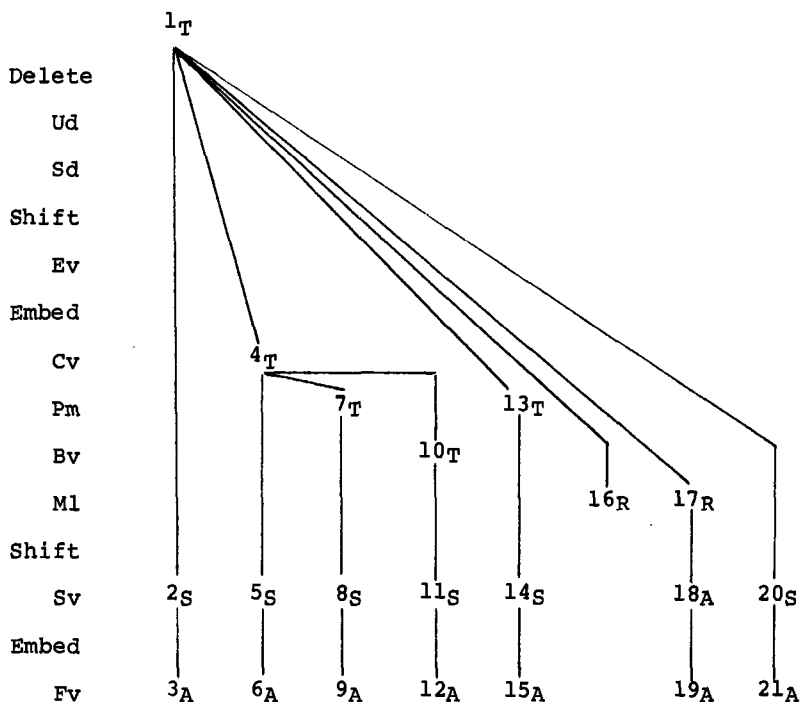 1T
Delete
Ud
Sd
Shift
Ev
Embed
Cv 4T
Pm 7T 13T
Bv 10T
Ml 16R 17R
Shift
Sv 2S 5S 8S 11S 14S 18A 20S
Embed
Fv 3A 6A 9A 12A 15A 19A 21A